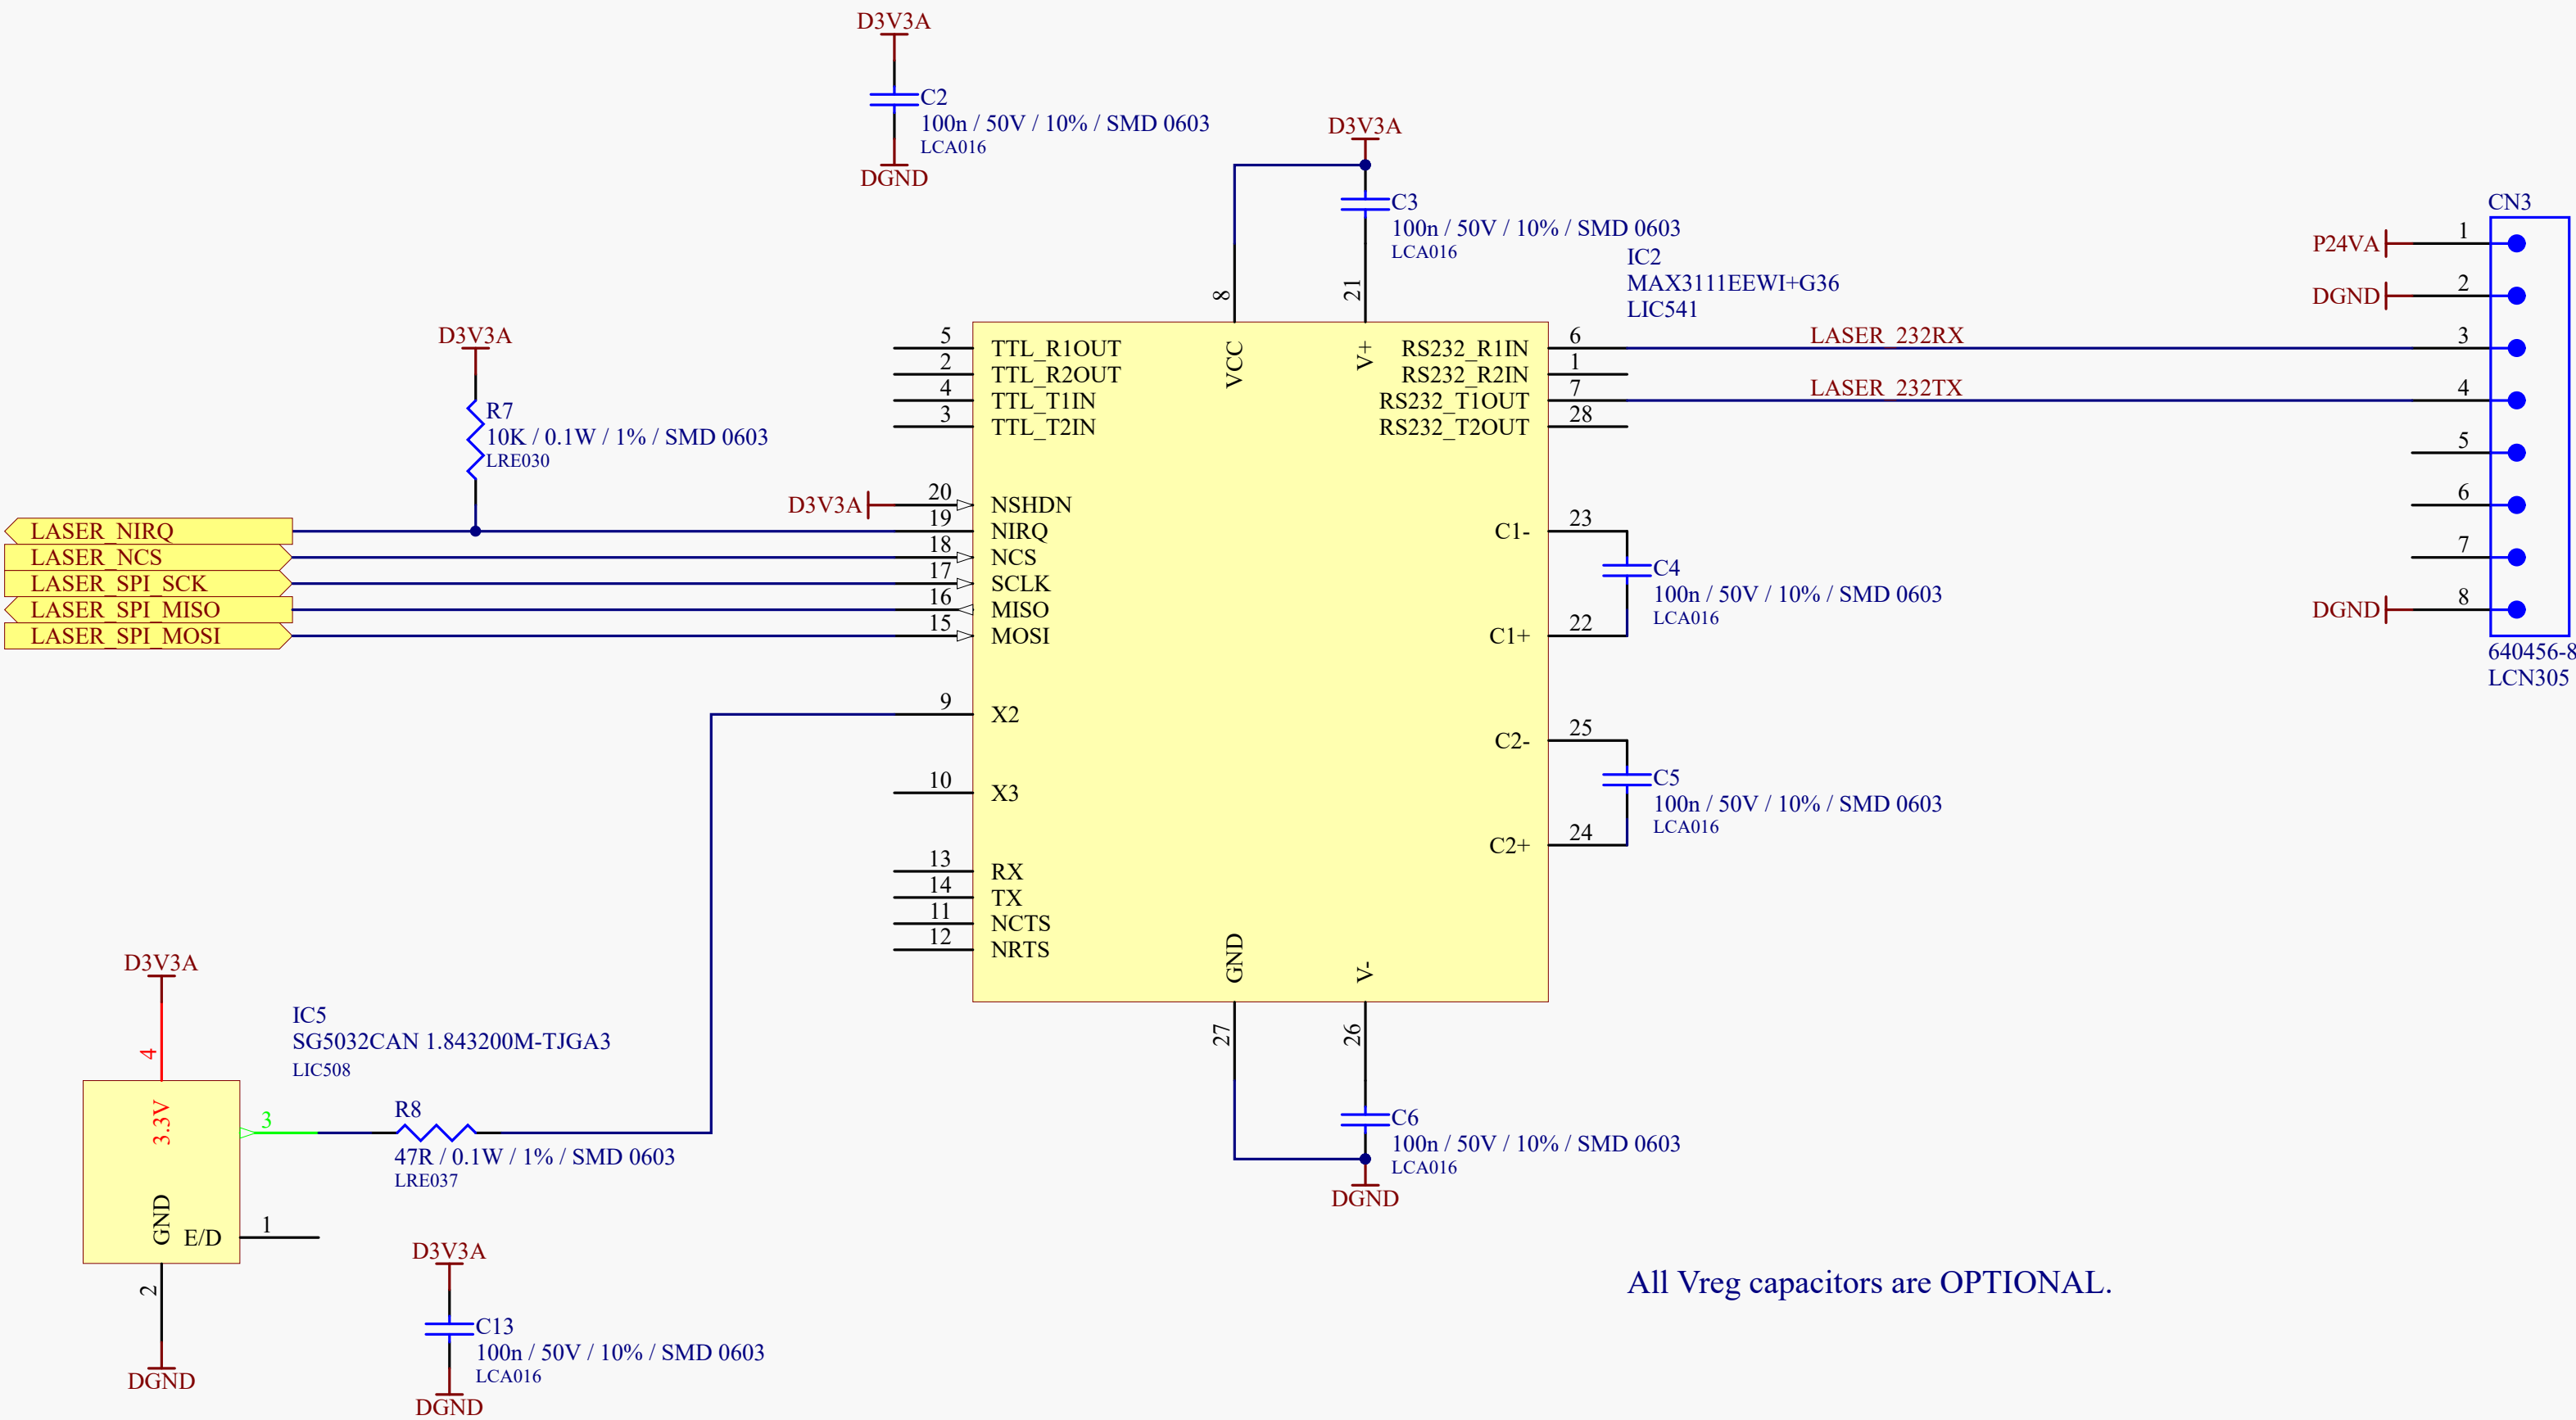 D3V3A
C2
100n / 50V / 10% / SMD 0603
LCA016
DGND
D3V3A
C3
100n / 50V / 10% / SMD 0603
LCA016
IC2
MAX3111EEWI+G36
LIC541
8
21
VCC
V+
5
TTL_R1OUT
2
TTL_R2OUT
4
TTL_T1IN
3
TTL_T2IN
RS232_R1IN
6
RS232_R2IN
1
RS232_T1OUT
7
RS232_T2OUT
28
LASER_232RX
LASER_232TX
CN3
P24VA
1
DGND
2
3
4
5
6
7
DGND
8
640456-8
LCN305
D3V3A
R7
10K / 0.1W / 1% / SMD 0603
LRE030
D3V3A
20
NSHDN
LASER_NIRQ
19
NIRQ
LASER_NCS
18
NCS
LASER_SPI_SCK
17
SCLK
LASER_SPI_MISO
16
MISO
LASER_SPI_MOSI
15
MOSI
C1-
23
C4
100n / 50V / 10% / SMD 0603
LCA016
C1+
22
9
X2
10
X3
C2-
25
C5
100n / 50V / 10% / SMD 0603
LCA016
C2+
24
13
RX
14
TX
11
NCTS
12
NRTS
GND
V-
27
26
C6
100n / 50V / 10% / SMD 0603
LCA016
DGND
D3V3A
4
IC5
SG5032CAN 1.843200M-TJGA3
LIC508
3.3V
3
R8
47R / 0.1W / 1% / SMD 0603
LRE037
GND
E/D
1
2
DGND
D3V3A
C13
100n / 50V / 10% / SMD 0603
LCA016
DGND
All Vreg capacitors are OPTIONAL.